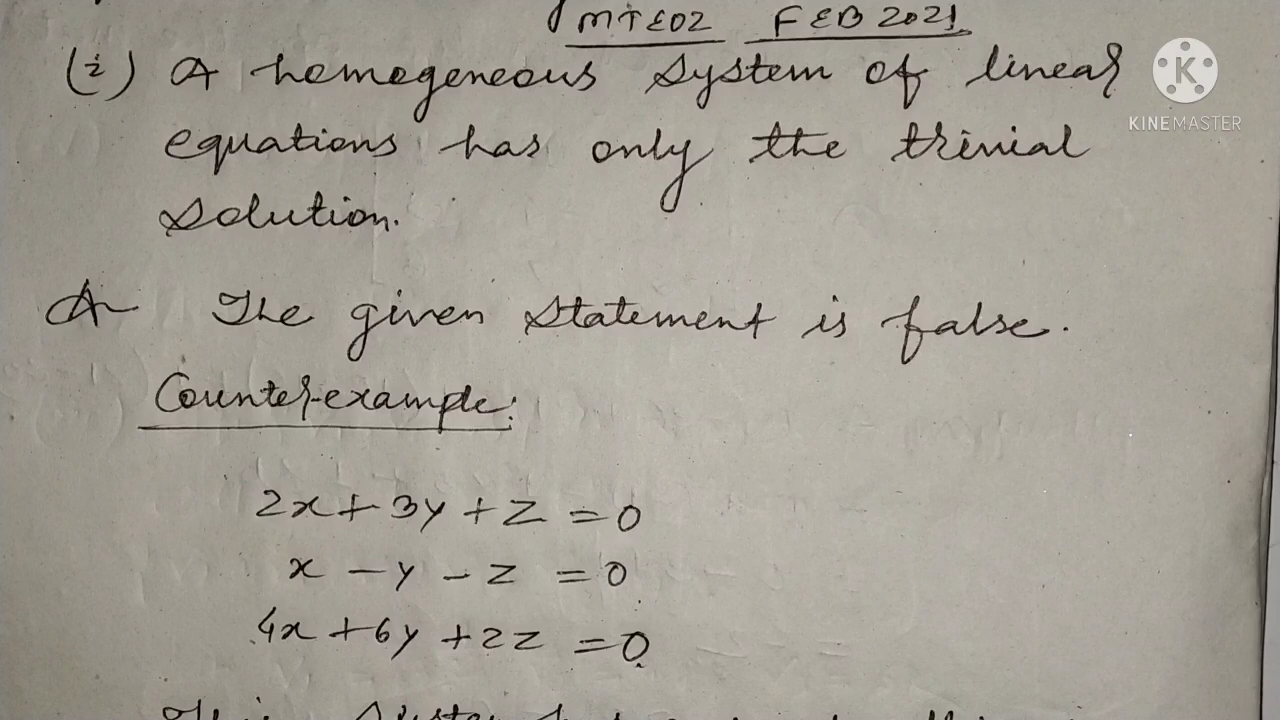 MTE02 FEB 2021
(i) A homogeneous system of linear
KINEMASTER
equations has only the trivial
solution.
A The given statement is false.
Counter-example:
2x + 3y + z = 0
x - y - z = 0
4x + 6y + 2z = 0